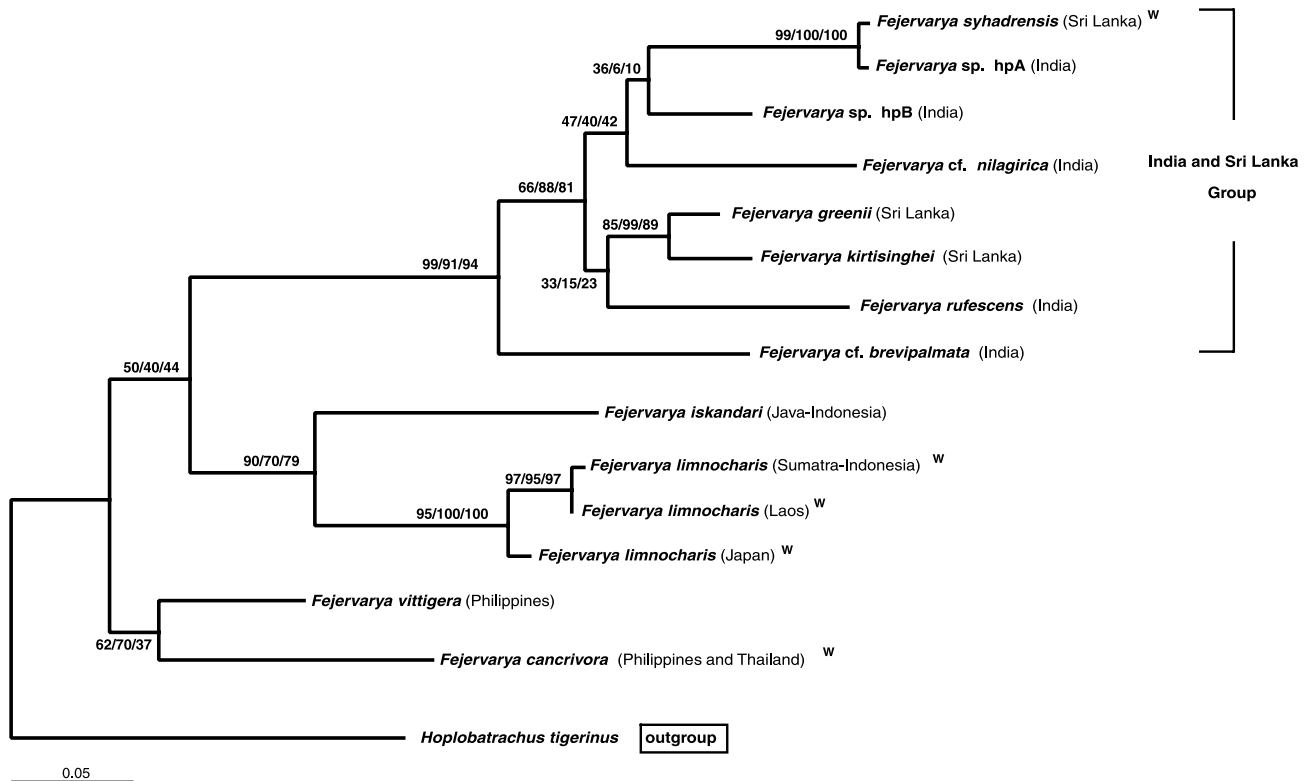 Fejervarya syhadrensis (Sri Lanka) W
99/100/100
Fejervarya sp. hpA (India)
36/6/10
Fejervarya sp. hpB (India)
47/40/42
Fejervarya cf. nilagirica (India)
India and Sri Lanka
Group
66/88/81
Fejervarya greenii (Sri Lanka)
85/99/89
Fejervarya kirtisinghei (Sri Lanka)
99/91/94
33/15/23
Fejervarya rufescens (India)
Fejervarya cf. brevipalmata (India)
50/40/44
Fejervarya iskandari (Java-Indonesia)
90/70/79
Fejervarya limnocharis (Sumatra-Indonesia) W
97/95/97
Fejervarya limnocharis (Laos) W
95/100/100
Fejervarya limnocharis (Japan) W
Fejervarya vittigera (Philippines)
62/70/37
Fejervarya cancrivora (Philippines and Thailand) W
Hoplobatrachus tigerinus outgroup
0.05